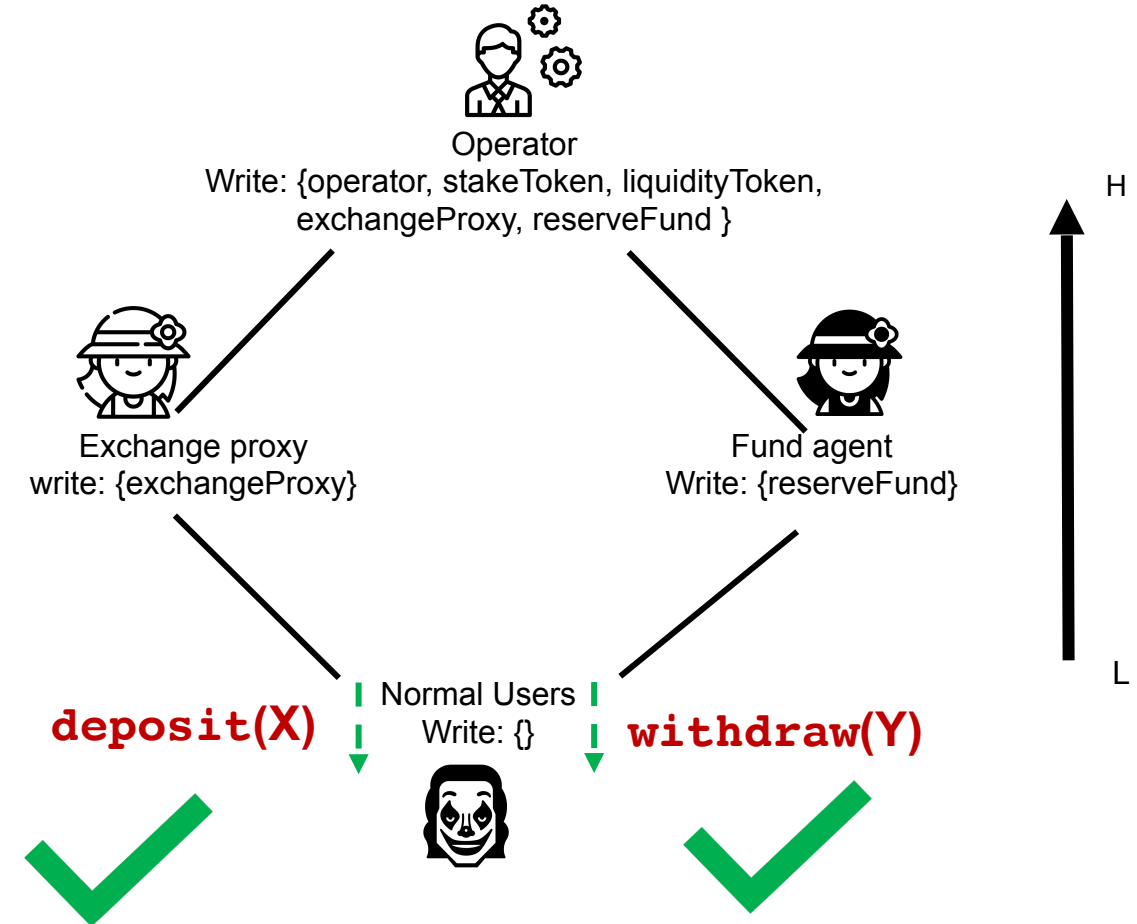 Operator
Write: {operator, stakeToken, liquidityToken,
exchangeProxy, reserveFund }
H
Exchange proxy
write: {exchangeProxy}
Fund agent
Write: {reserveFund}
L
Normal Users
Write: {}
deposit(X)
withdraw(Y)